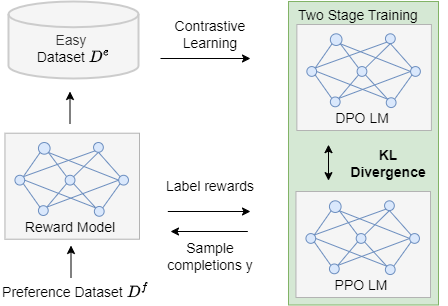 Easy
Dataset D^e
Contrastive
Learning
Two Stage Training
DPO LM
KL
Divergence
Reward Model
Label rewards
Sample
completions y
PPO LM
Preference Dataset D^f